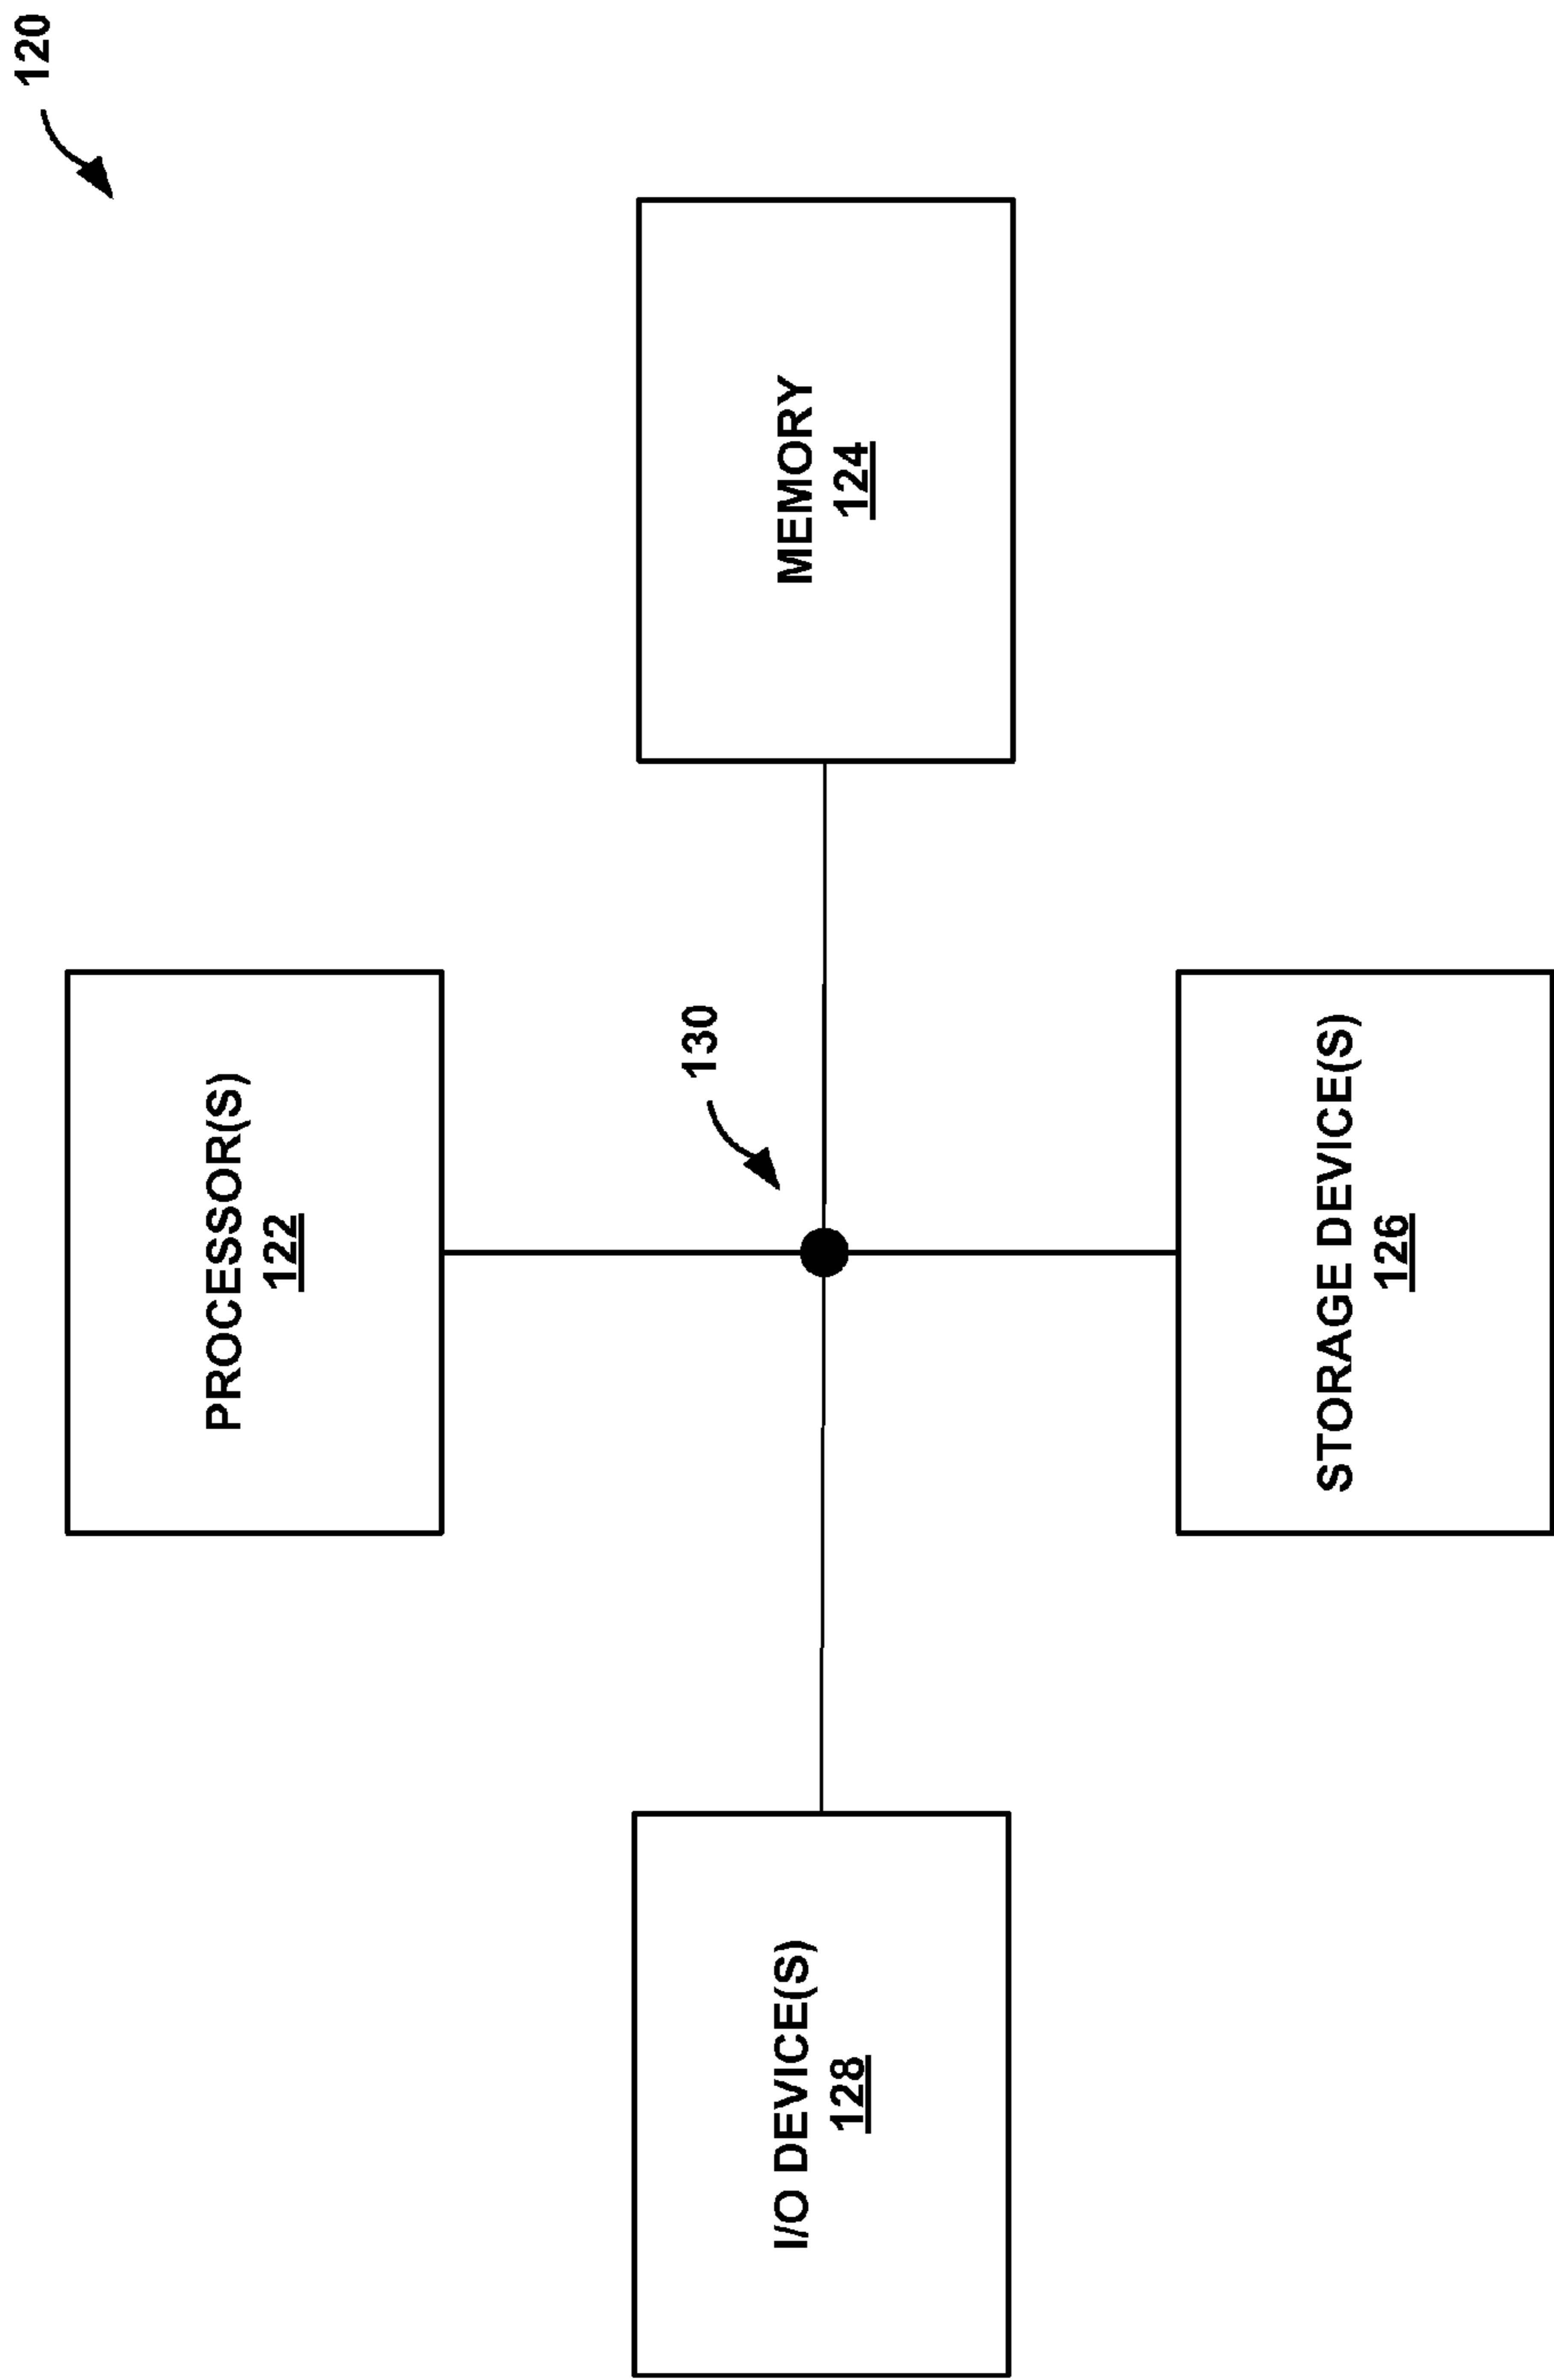 120
PROCESSOR(S)
122
130
I/O DEVICE(S)
128
MEMORY
124
STORAGE DEVICE(S)
126